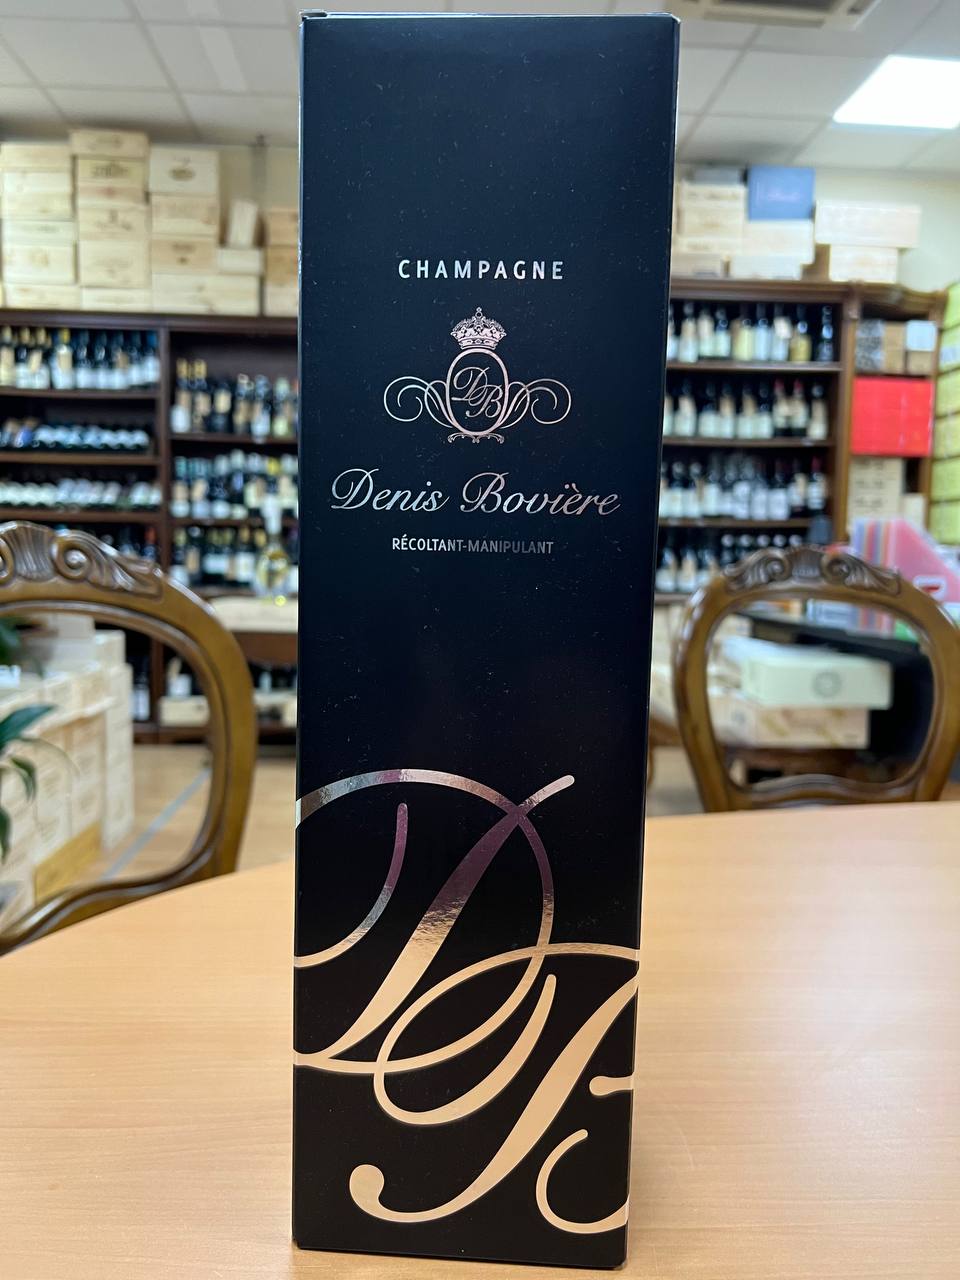 CHAMPAGNE
DB
Denis Bovière
RÉCOLTANT-MANIPULANT
DB